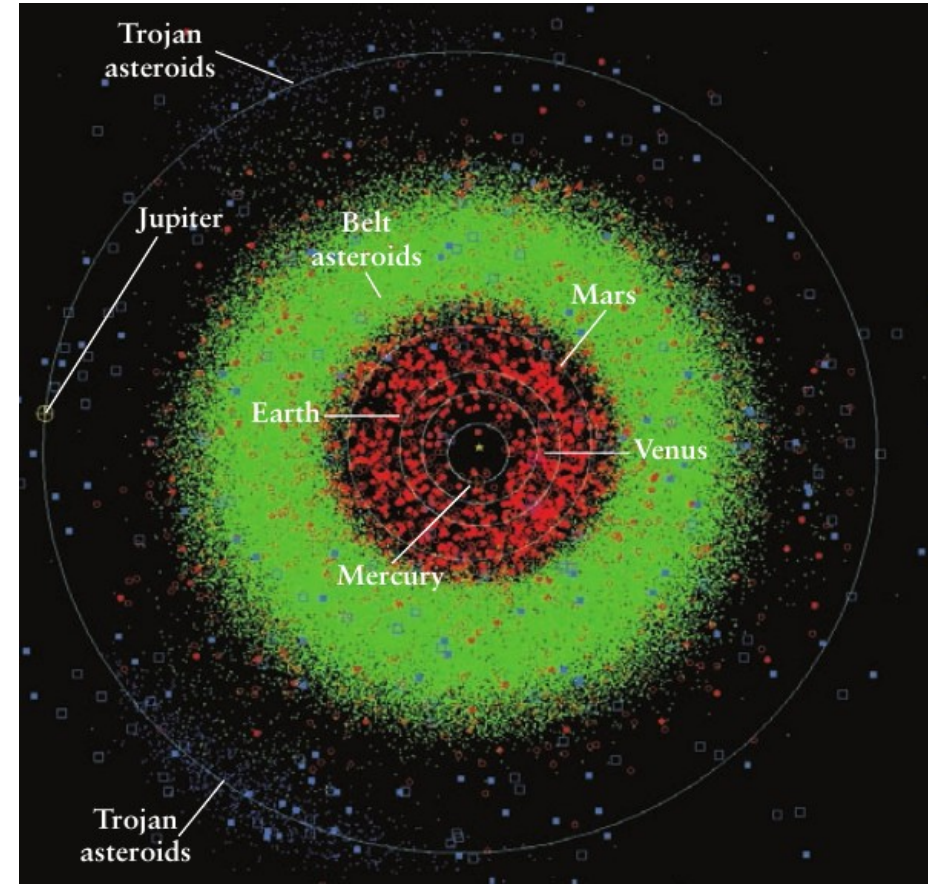 Trojan
asteroids
Jupiter
Belt
asteroids
Mars
Earth
Venus
Mercury
Trojan
asteroids